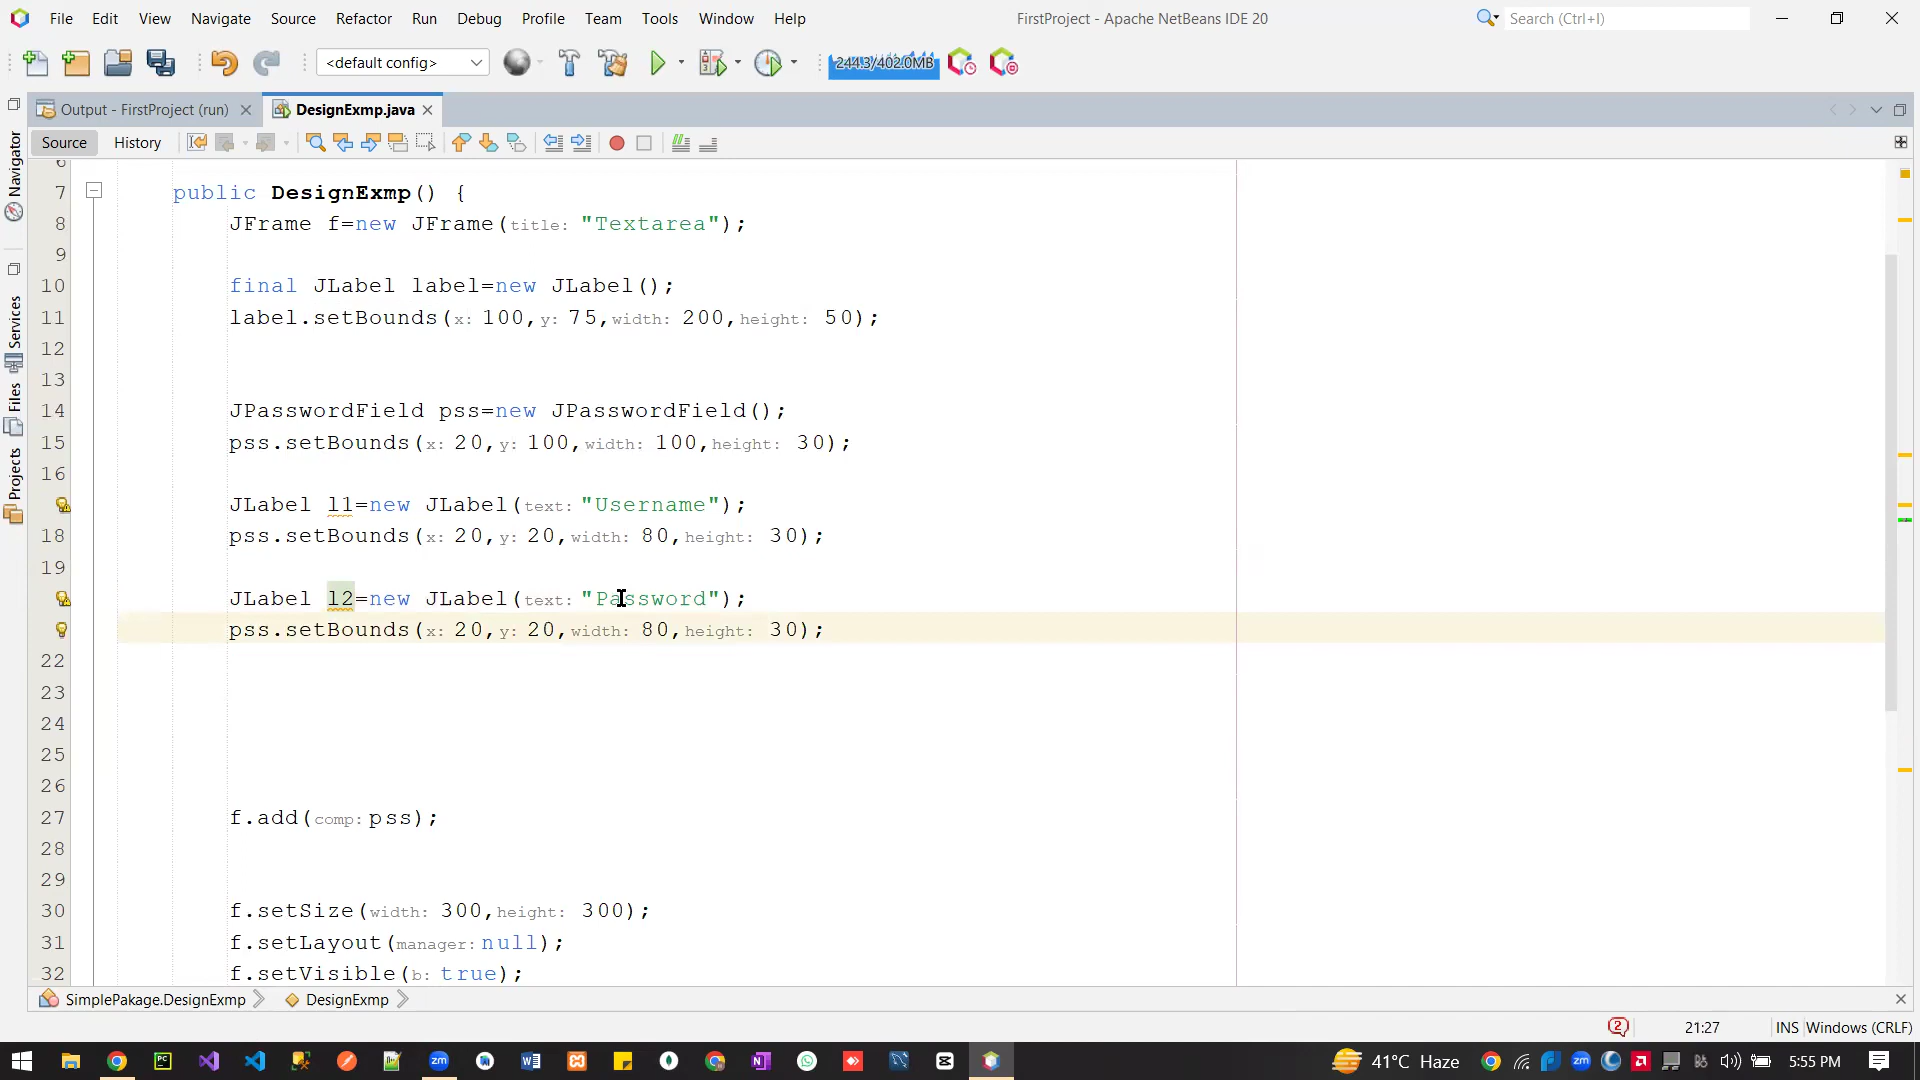 File Edit View Navigate Source Refactor Run Debug Profile Team Tools Window Help
FirstProject - Apache NetBeans IDE 20
Search (Ctrl+I)
<default config>
244.3/402.0MB
Output - FirstProject (run)
DesignExmp.java
Source History
Navigator
Services
Files
Projects
6
7 public DesignExmp() {
8 JFrame f=new JFrame(title: "Textarea");
9
10 final JLabel label=new JLabel();
11 label.setBounds(x: 100,y: 75,width: 200,height: 50);
12
13
14 JPasswordField pss=new JPasswordField();
15 pss.setBounds(x: 20,y: 100,width: 100,height: 30);
16
JLabel l1=new JLabel(text: "Username");
18 pss.setBounds(x: 20,y: 20,width: 80,height: 30);
19
JLabel l2=new JLabel(text: "Password");
pss.setBounds(x: 20,y: 20,width: 80,height: 30);
22
23
24
25
26
27 f.add(comp: pss);
28
29
30 f.setSize(width: 300,height: 300);
31 f.setLayout(manager: null);
32 f.setVisible(b: true);
SimplePakage.DesignExmp DesignExmp
2
21:27
INS Windows (CRLF)
41°C Haze
5:55 PM